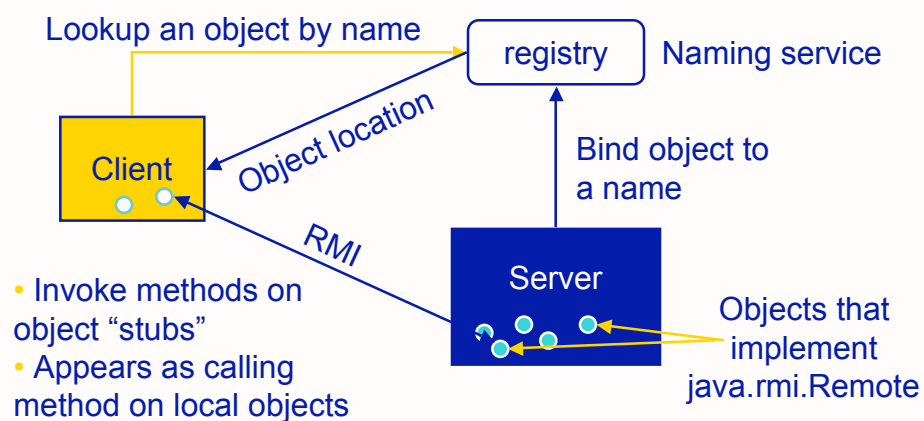 Lookup an object by name
registry
Naming service
Object location
Client
Bind object to
a name
RMI
Server
• Invoke methods on
object “stubs”
• Appears as calling
method on local objects
Objects that
implement
java.rmi.Remote